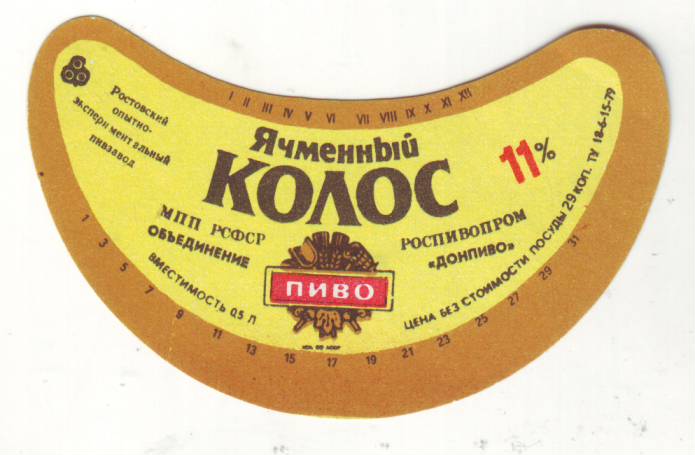 Ростовский
опытно-
экспериментальный
пивзавод
I II III IV V VI VII VIII IX X XI XII
Ячменный
КОЛОС
11%
МПП РСФСР
ОБЪЕДИНЕНИЕ
РОСПИВОПРОМ
«ДОНПИВО»
ПИВО
ВМЕСТИМОСТЬ 0,5 Л
ЦЕНА БЕЗ СТОИМОСТИ ПОСУДЫ 29 КОП. ТУ 18-6-15-79
1 3 5 7 9 11 13 15 17 19 21 23 25 27 29 31